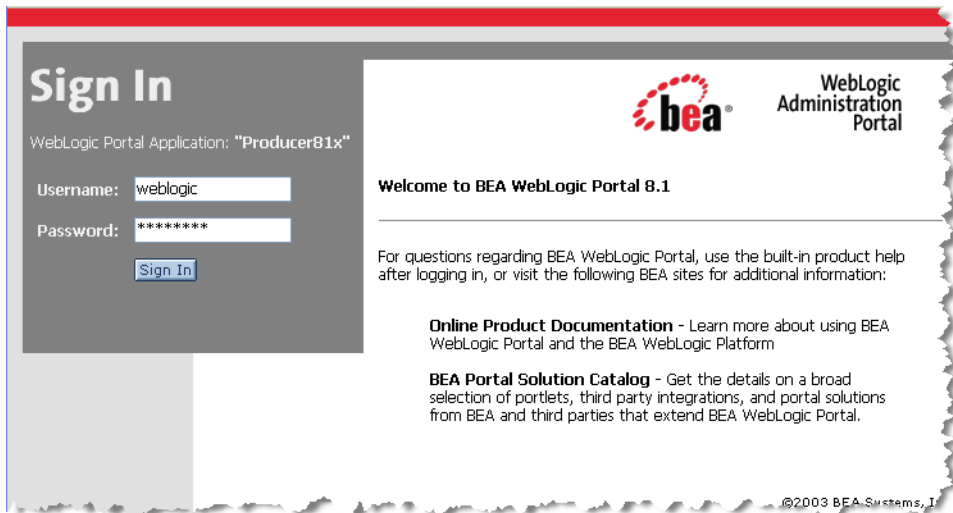 Sign In
WebLogic Portal Application: "Producer81x"
Username: weblogic
Password: ********
Sign In
bea®
WebLogic
Administration
Portal
Welcome to BEA WebLogic Portal 8.1
For questions regarding BEA WebLogic Portal, use the built-in product help
after logging in, or visit the following BEA sites for additional information:
Online Product Documentation - Learn more about using BEA
WebLogic Portal and the BEA WebLogic Platform
BEA Portal Solution Catalog - Get the details on a broad
selection of portlets, third party integrations, and portal solutions
from BEA and third parties that extend BEA WebLogic Portal.
©2003 BEA Systems,